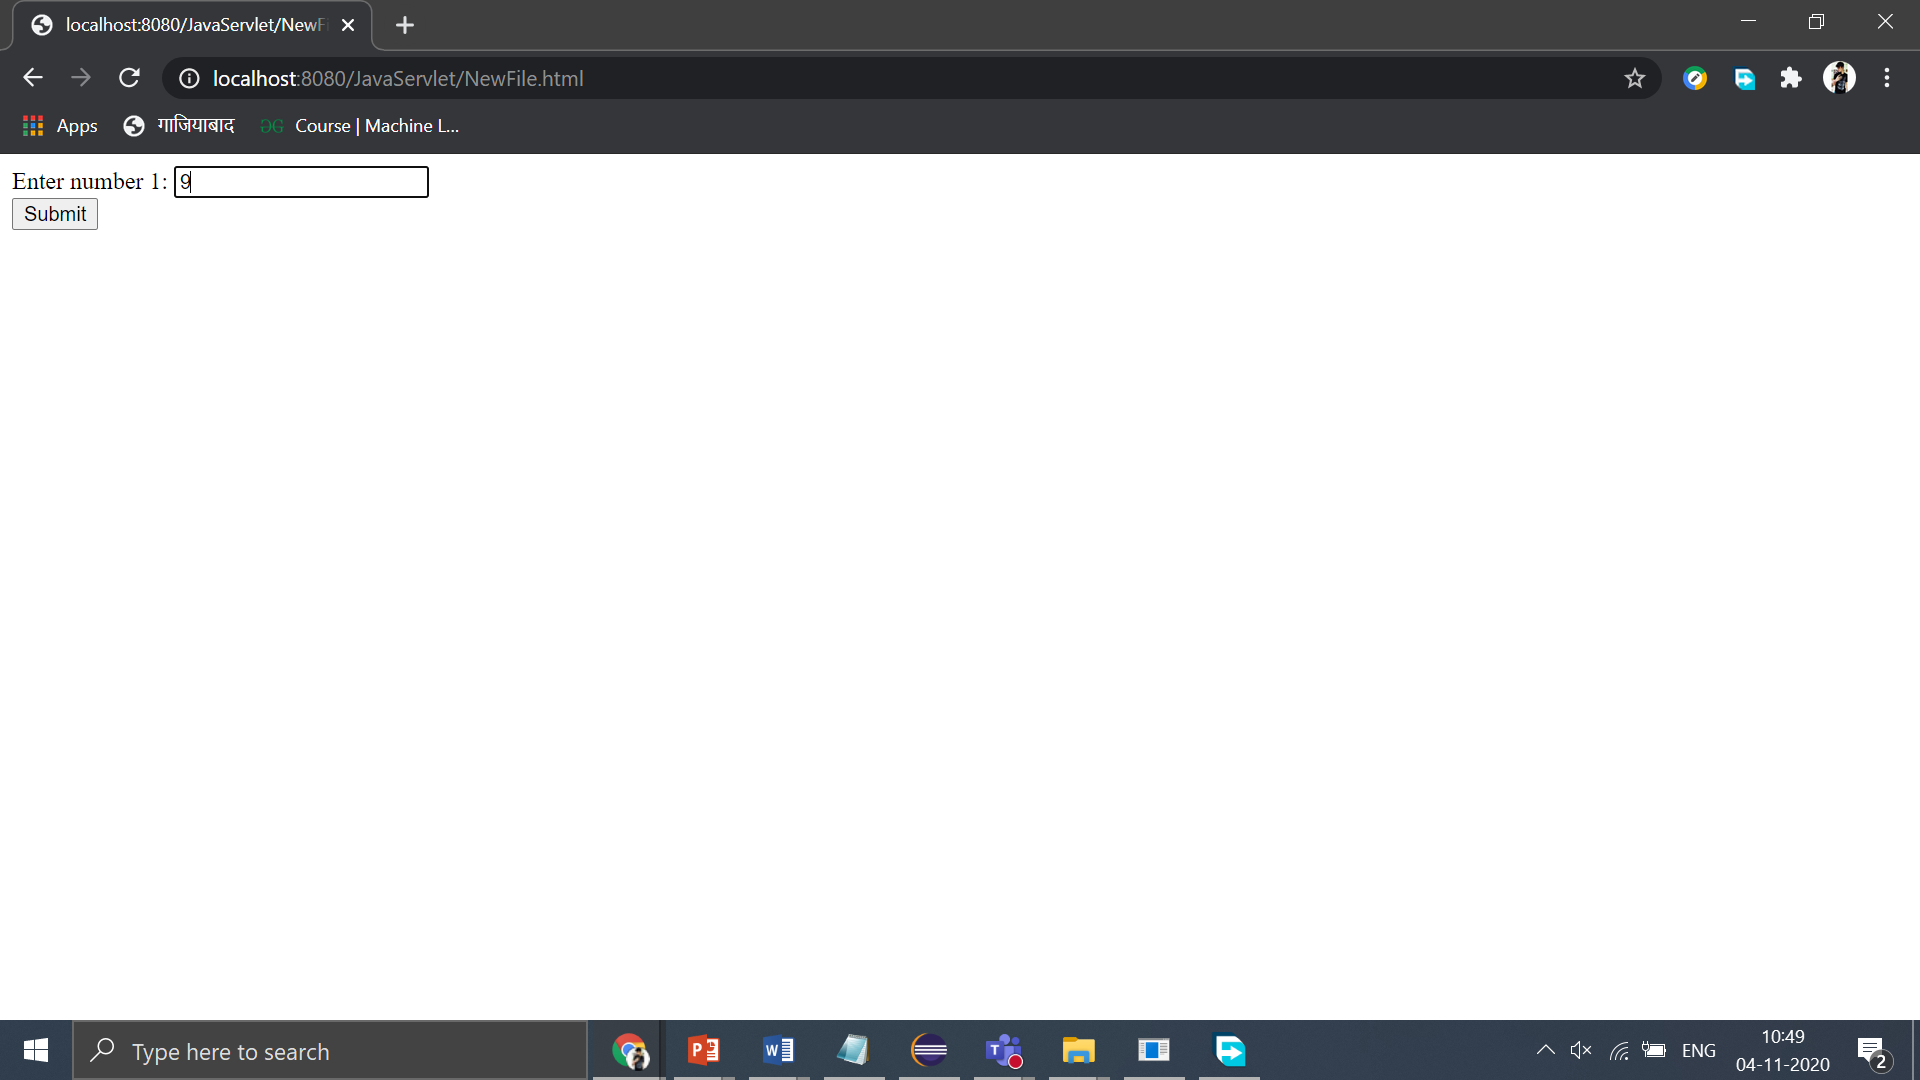 localhost:8080/JavaServlet/NewFi
localhost:8080/JavaServlet/NewFile.html
Apps
गाजियाबाद
Course | Machine L...
Enter number 1: 9
Submit
Type here to search
ENG
10:49
04-11-2020
2